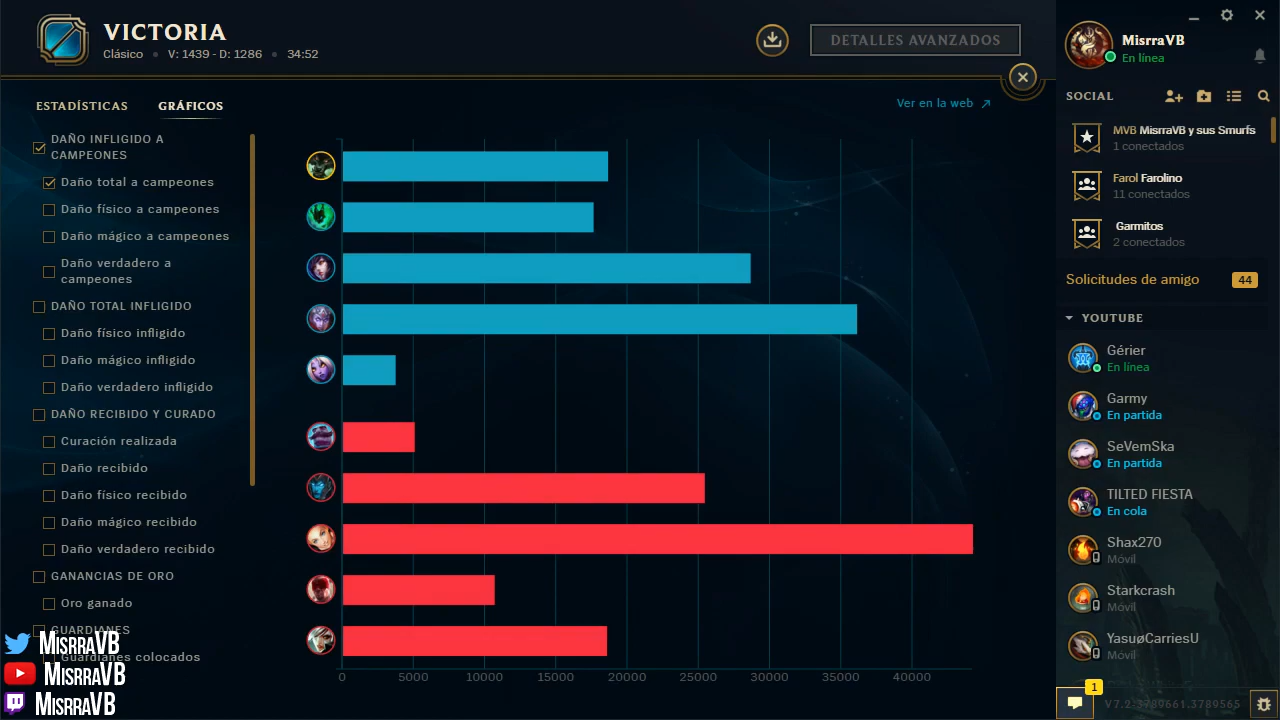 VICTORIA
Clásico • V: 1439 - D: 1286 • 34:52
DETALLES AVANZADOS
ESTADÍSTICAS
GRÁFICOS
Ver en la web
DAÑO INFLIGIDO A
CAMPEONES
Daño total a campeones
Daño físico a campeones
Daño mágico a campeones
Daño verdadero a
campeones
DAÑO TOTAL INFLIGIDO
Daño físico infligido
Daño mágico infligido
Daño verdadero infligido
DAÑO RECIBIDO Y CURADO
Curación realizada
Daño recibido
Daño físico recibido
Daño mágico recibido
Daño verdadero recibido
GANANCIAS DE ORO
Oro ganado
GUARDIANES
Guardianes colocados
MISRRAVB
MISRRAVB
MISRRAVB
0 5000 10000 15000 20000 25000 30000 35000 40000
MisrraVB
En línea
SOCIAL
MVB MisrraVB y sus Smurfs
1 conectados
Farol Farolino
11 conectados
Garmitos
2 conectados
Solicitudes de amigo 44
YOUTUBE
Gérier
En línea
Garmy
En partida
SeVemSka
En partida
TILTED FIESTA
En cola
Shax270
Móvil
Starkcrash
Móvil
YasuøCarriesU
Móvil
1
V7.2.3789661.3789565